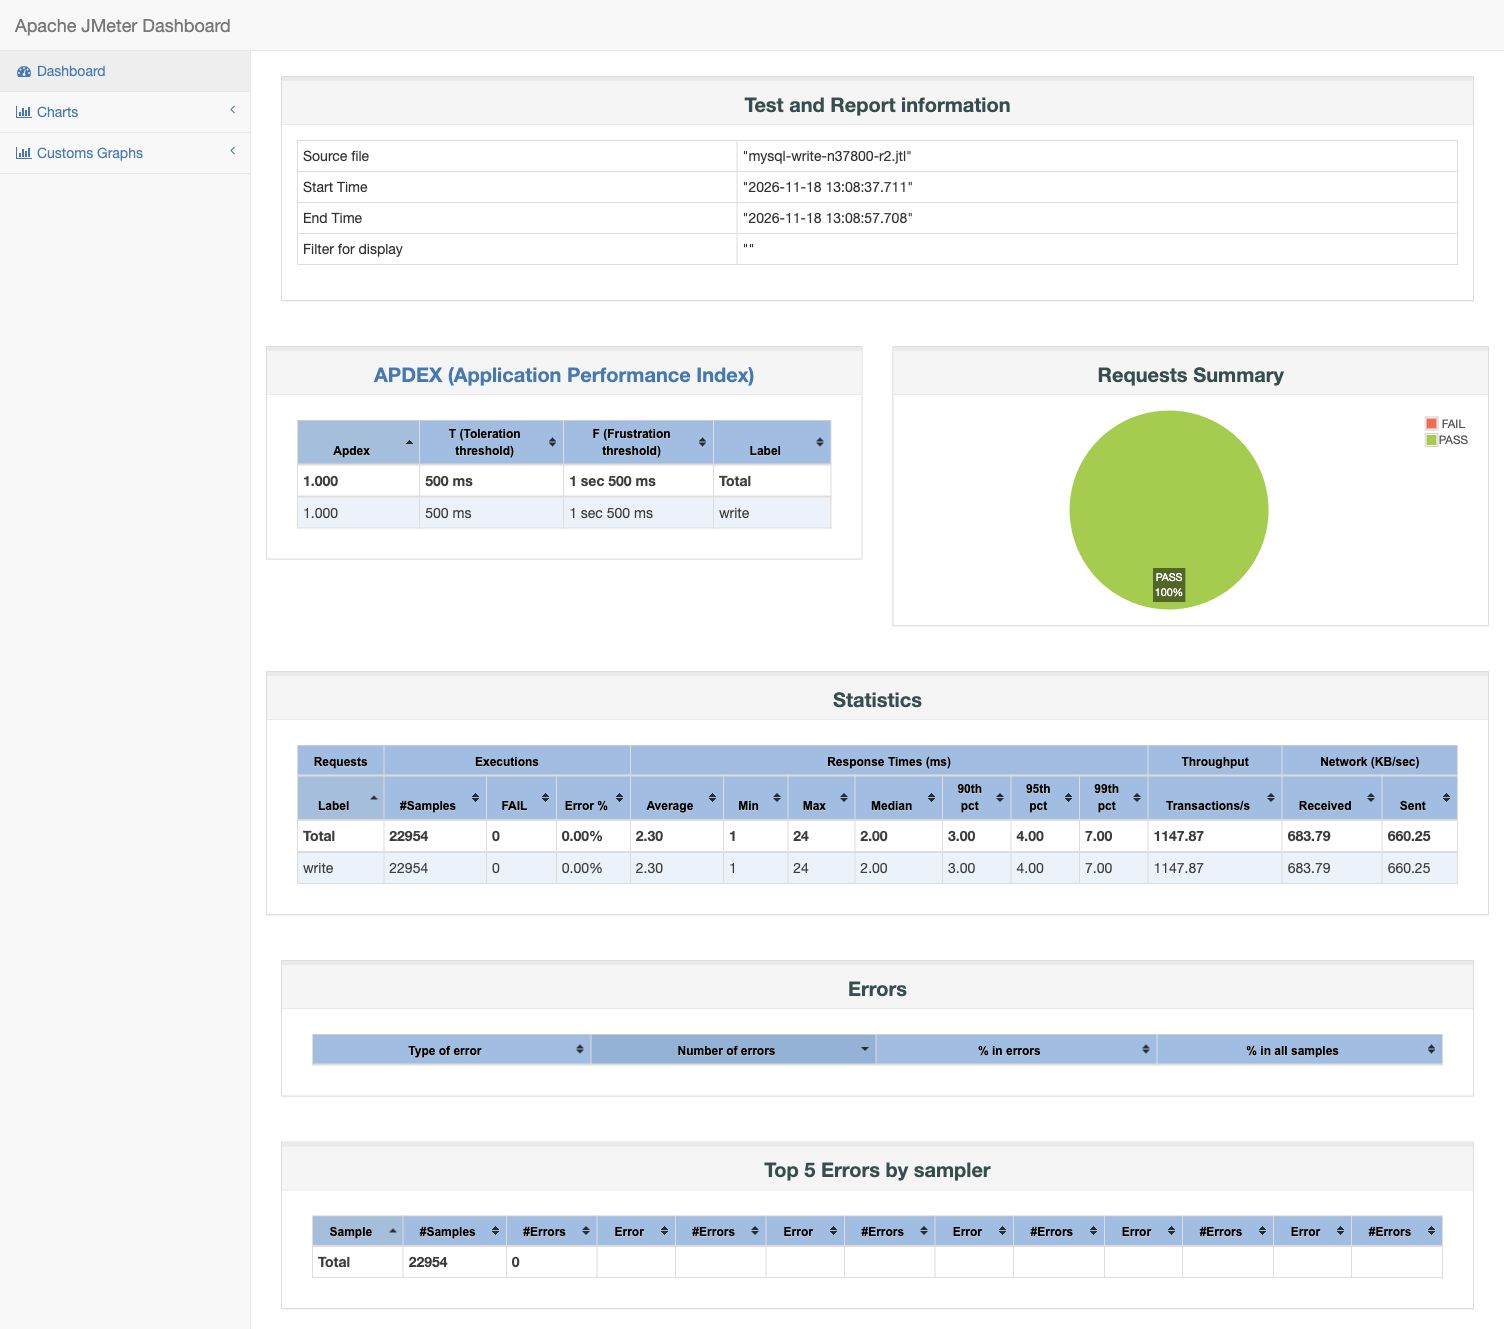 Apache JMeter Dashboard
Dashboard
Charts
Customs Graphs
Test and Report information
Source file "mysql-write-n37800-r2.jtl"
Start Time "2026-11-18 13:08:37.711"
End Time "2026-11-18 13:08:57.708"
Filter for display ""
APDEX (Application Performance Index)
Apdex T (Toleration threshold) F (Frustration threshold) Label
1.000 500 ms 1 sec 500 ms Total
1.000 500 ms 1 sec 500 ms write
Requests Summary
FAIL
PASS
PASS
100%
Statistics
Requests Executions Response Times (ms) Throughput Network (KB/sec)
Label #Samples FAIL Error % Average Min Max Median 90th pct 95th pct 99th pct Transactions/s Received Sent
Total 22954 0 0.00% 2.30 1 24 2.00 3.00 4.00 7.00 1147.87 683.79 660.25
write 22954 0 0.00% 2.30 1 24 2.00 3.00 4.00 7.00 1147.87 683.79 660.25
Errors
Type of error Number of errors % in errors % in all samples
Top 5 Errors by sampler
Sample #Samples #Errors Error #Errors Error #Errors Error #Errors Error #Errors Error #Errors
Total 22954 0